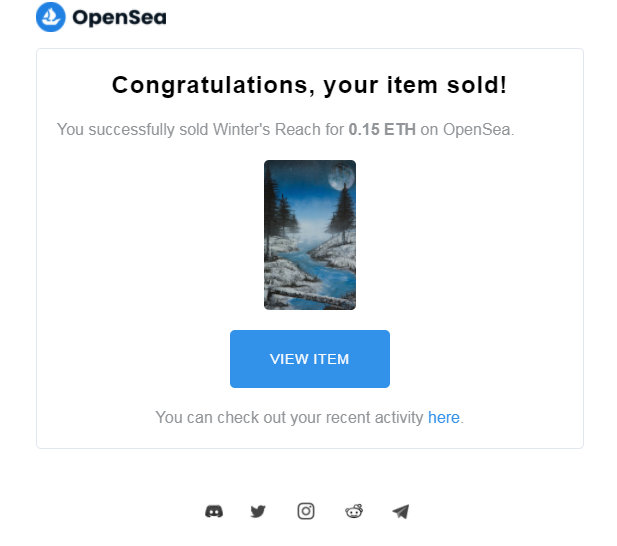 OpenSea
Congratulations, your item sold!
You successfully sold Winter's Reach for 0.15 ETH on OpenSea.
VIEW ITEM
You can check out your recent activity here.